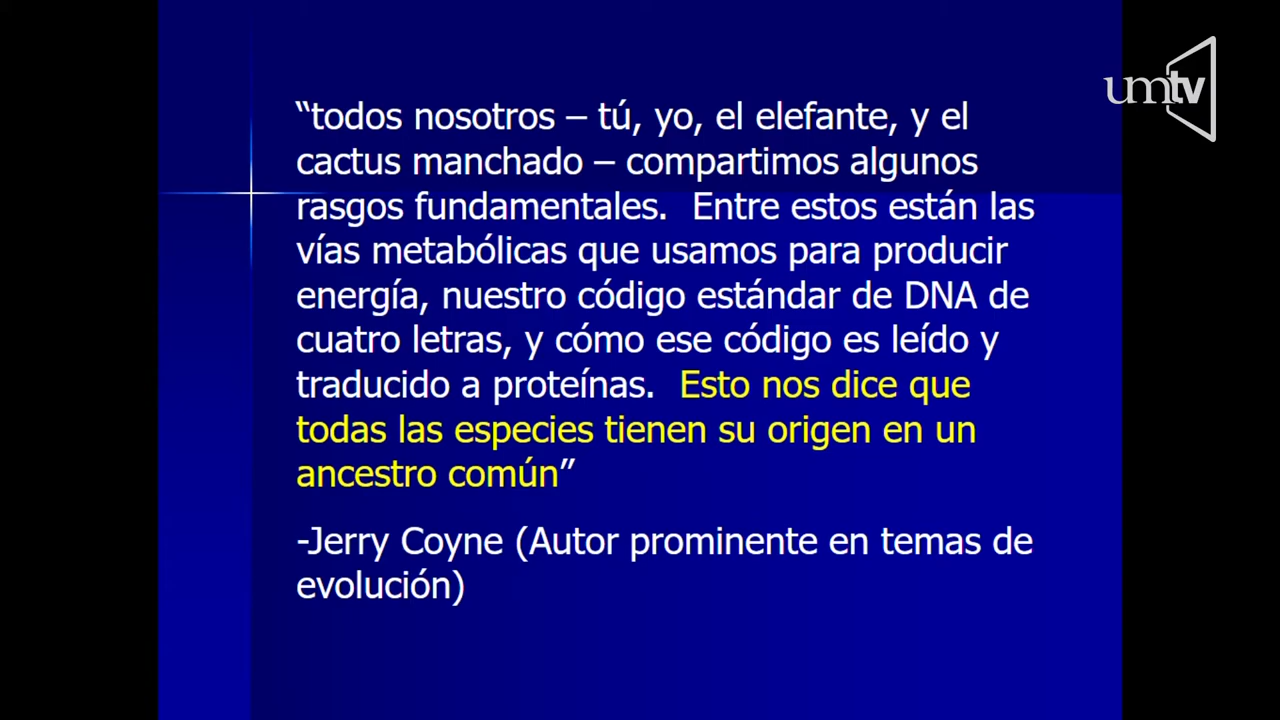 umtv
“todos nosotros – tú, yo, el elefante, y el
cactus manchado – compartimos algunos
rasgos fundamentales.  Entre estos están las
vías metabólicas que usamos para producir
energía, nuestro código estándar de DNA de
cuatro letras, y cómo ese código es leído y
traducido a proteínas.  Esto nos dice que
todas las especies tienen su origen en un
ancestro común”
-Jerry Coyne (Autor prominente en temas de
evolución)